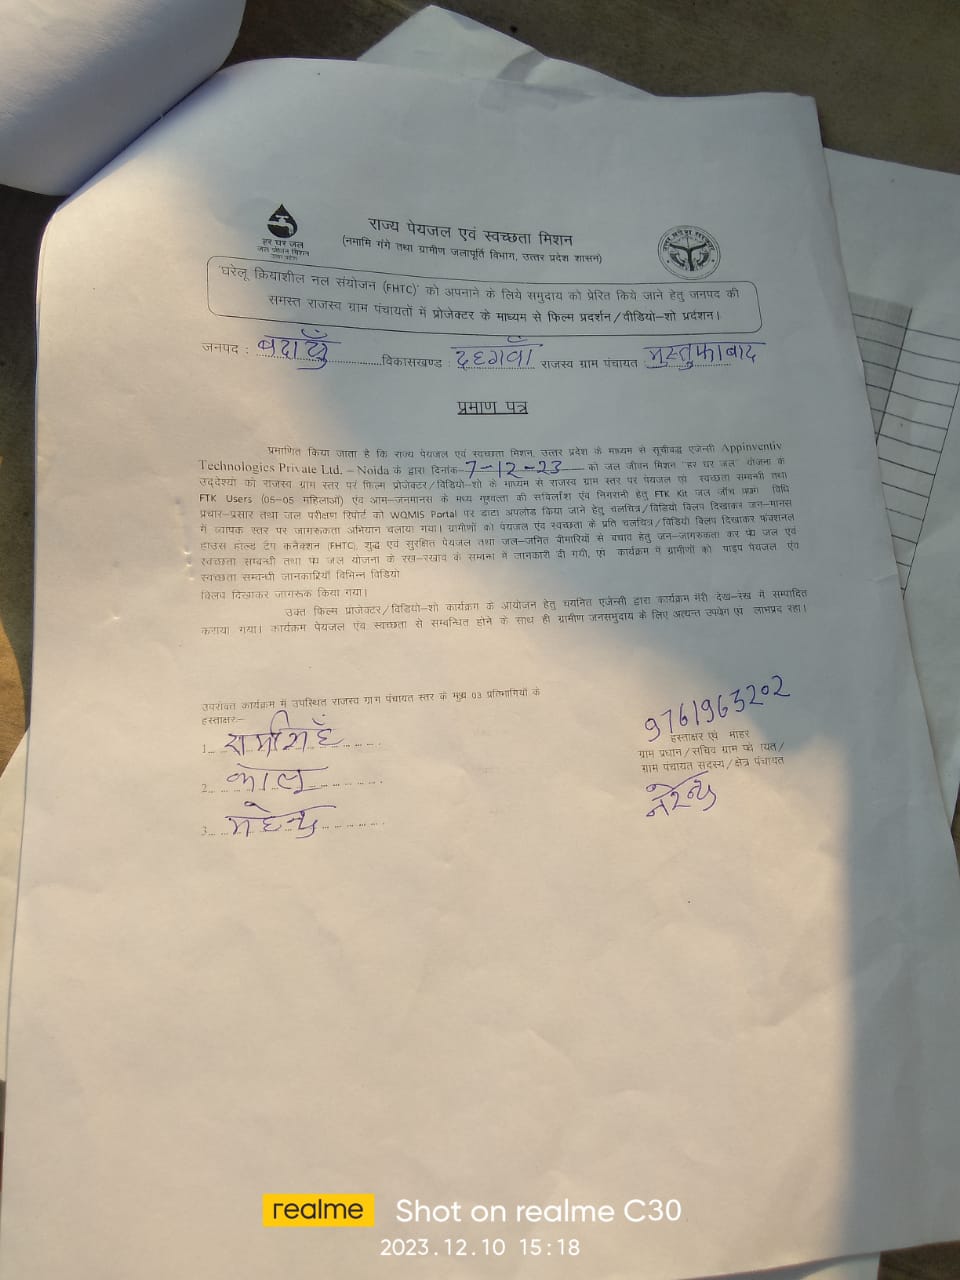 हर घर जल
जल जीवन मिशन
उत्तर प्रदेश
राज्य पेयजल एवं स्वच्छता मिशन
(नमामि गंगे तथा ग्रामीण जलापूर्ति विभाग, उत्तर प्रदेश शासन)
'घरेलू क्रियाशील नल संयोजन (FHTC)' को अपनाने के लिये समुदाय को प्रेरित किये जाने हेतु जनपद की
समस्त राजस्व ग्राम पंचायतों में प्रोजेक्टर के माध्यम से फिल्म प्रदर्शन/वीडियो-शो प्रदेशन।
जनपद : बदायूँ विकासखण्ड : दहगवाँ राजस्व ग्राम पंचायत मुस्तुफाबाद
प्रमाण पत्र
प्रमाणित किया जाता है कि राज्य पेयजल एवं स्वच्छता मिशन, उत्तर प्रदेश के माध्यम से सूचीबद्ध एजेन्सी Appinventiv
Technologies Private Ltd. – Noida के द्वारा दिनांक 7-12-23 को जल जीवन मिशन "हर घर जल" योजना के
उद्देश्यों को राजस्व ग्राम स्तर पर फिल्म प्रोजेक्टर/विडियो-शो के माध्यम से राजस्व ग्राम स्तर पर पेयजल एवं स्वच्छता सम्बन्धी तथा
FTK Users (05-05 महिलाओं) एंव आम-जनमानस के मध्य गुणवत्ता की सर्विलांश एंव निगरानी हेतु FTK Kit जल जाँच विधि
प्रचार-प्रसार तथा जल परीक्षण रिपोर्ट को WQMIS Portal पर डाटा अपलोड किया जाने हेतु चलचित्र/विडियो क्लिप दिखाकर जन-मानस
में व्यापक स्तर पर जागरूकता अभियान चलाया गया। ग्रामीणों को पेयजल एंव स्वच्छता के प्रति चलचित्र/विडियो क्लिप दिखाकर फंक्शनल
हाउस होल्ड टैप कनैक्शन (FHTC), शुद्ध एवं सुरक्षित पेयजल तथा जल-जनित बीमारियों से बचाव हेतु जन-जागरूकता कर जल एवं
स्वच्छता सम्बन्धी तथा जल योजना के रख-रखाव के सम्बन्ध में जानकारी दी गयी, एवं कार्यक्रम में ग्रामीणों को पाइप पेयजल एंव
स्वच्छता सम्बन्धी जानकारियाँ विभिन्न विडियो
क्लिप दिखाकर जागरूक किया गया।
उक्त फिल्म प्रोजेक्टर/विडियो-शो कार्यक्रम के आयोजन हेतु चयनित एजेन्सी द्वारा कार्यक्रम मेरी देख-रेख में सम्पादित
कराया गया। कार्यक्रम पेयजल एंव स्वच्छता से सम्बन्धित होने के साथ ही ग्रामीण जनसमुदाय के लिए अत्यन्त उपयेग एवं लाभप्रद रहा।
उपरोक्त कार्यक्रम में उपस्थित राजस्व ग्राम पंचायत स्तर के मुख्य 03 प्रतिभागियों के
हस्ताक्षर:-
1
2 कालू
3 महेन्द्र
9761963202
हस्ताक्षर एवं मोहर
ग्राम प्रधान/सचिव ग्राम पंचायत/
ग्राम पंचायत सदस्य/क्षेत्र पंचायत
नरेन्द्र
realme Shot on realme C30
2023.12.10 15:18